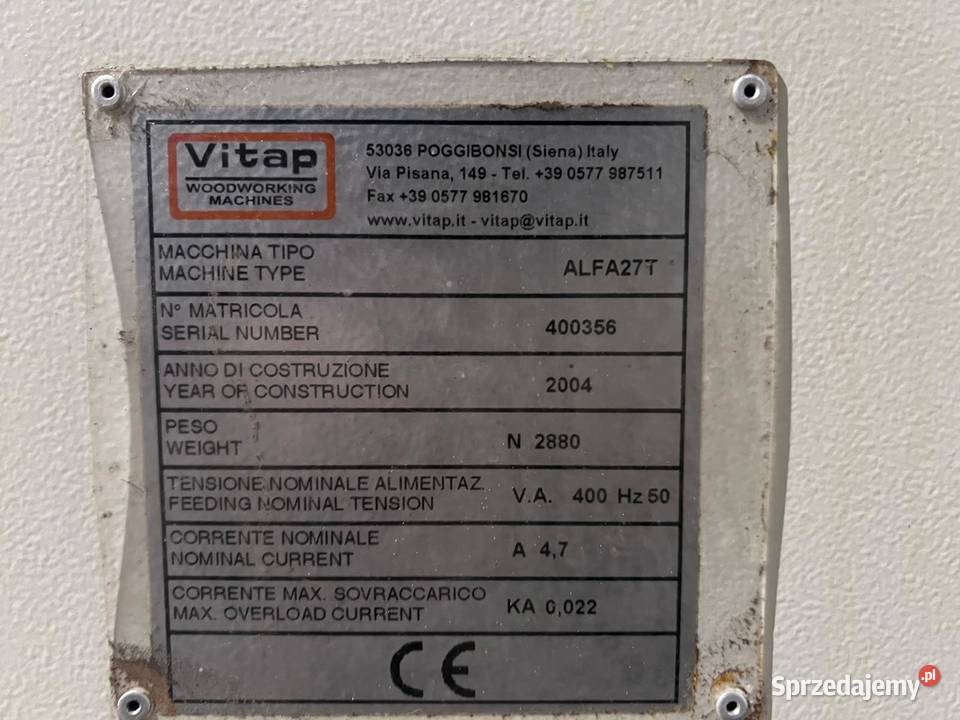 Vitap
WOODWORKING
MACHINES
53036 POGGIBONSI (Siena) Italy
Via Pisana, 149 - Tel. +39 0577 987511
Fax +39 0577 981670
www.vitap.it - vitap@vitap.it
MACCHINA TIPO
MACHINE TYPE
ALFA27T
N° MATRICOLA
SERIAL NUMBER
400356
ANNO DI COSTRUZIONE
YEAR OF CONSTRUCTION
2004
PESO
WEIGHT
N 2880
TENSIONE NOMINALE ALIMENTAZ.
FEEDING NOMINAL TENSION
V.A. 400 Hz 50
CORRENTE NOMINALE
NOMINAL CURRENT
A 4,7
CORRENTE MAX. SOVRACCARICO
MAX. OVERLOAD CURRENT
KA 0,022
CE
Sprzedajemy.pl